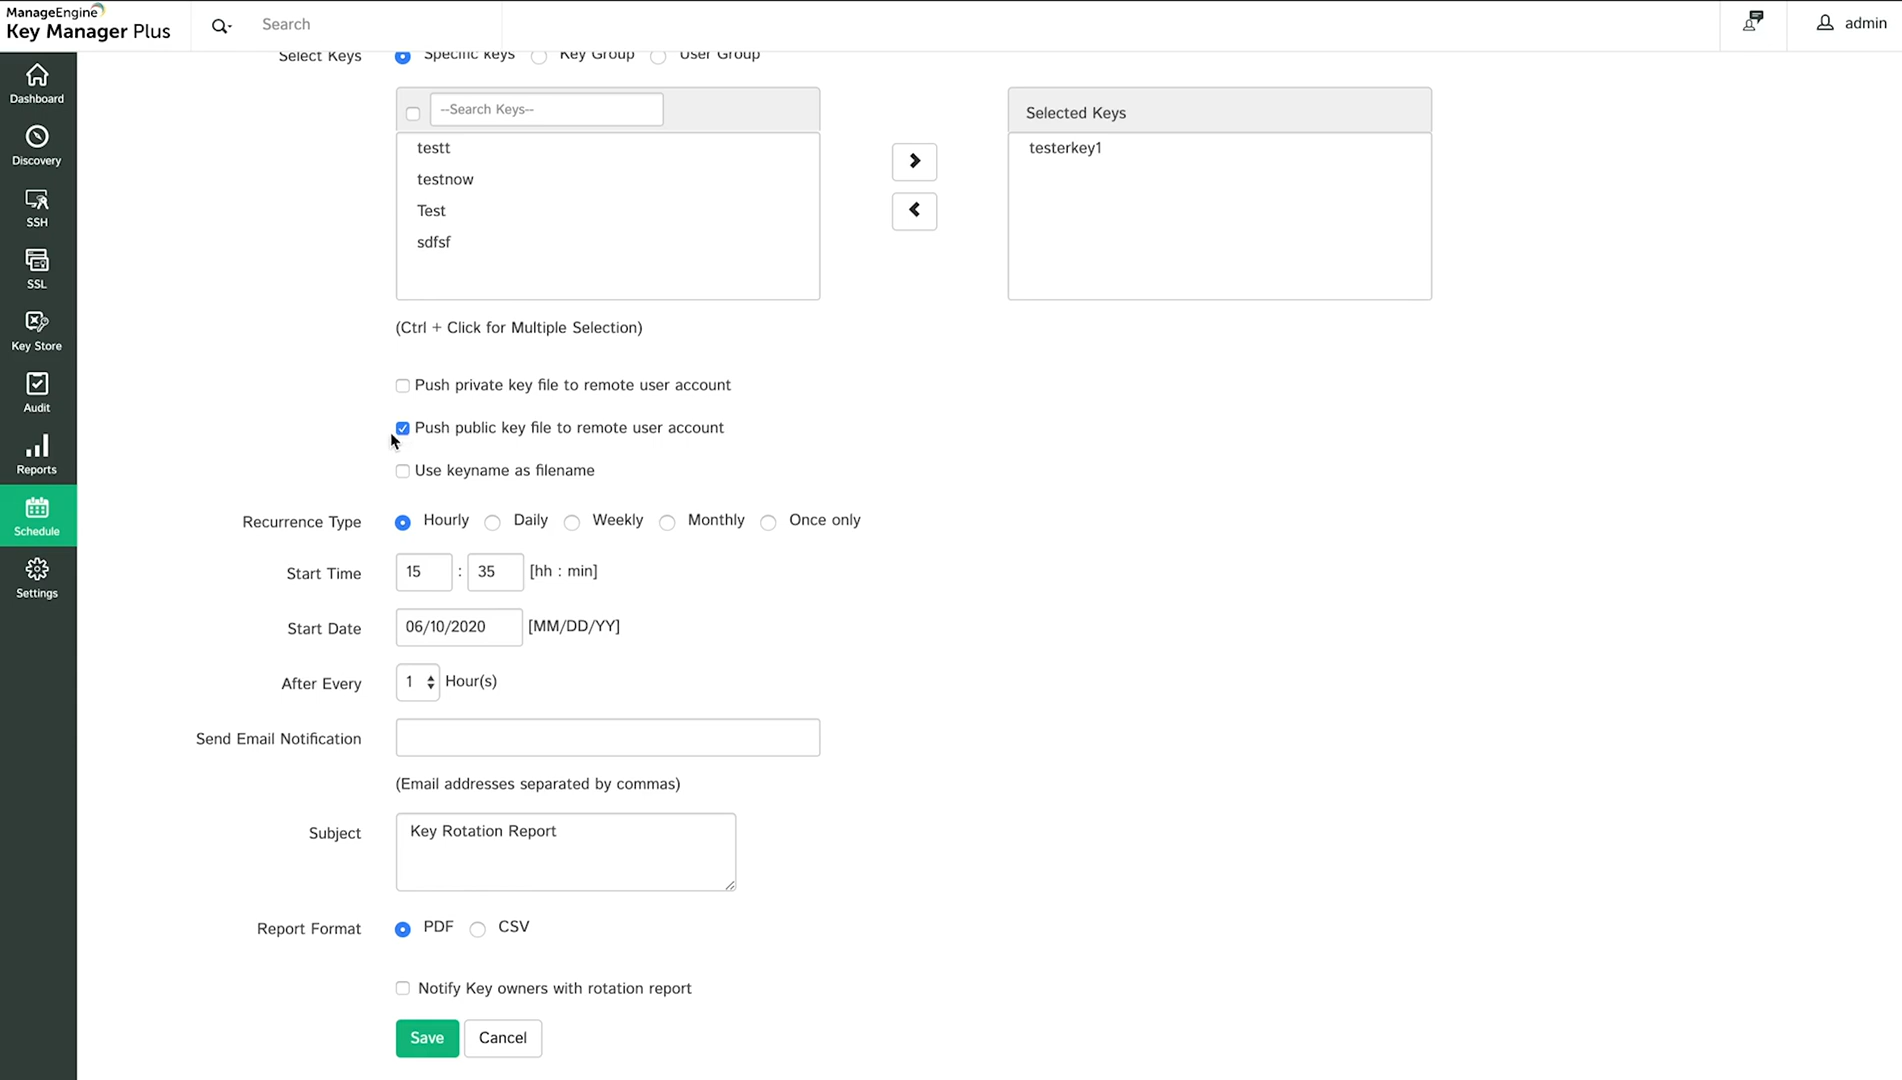 ManageEngine
Key Manager Plus
Search
admin
Dashboard
Discovery
SSH
SSL
Key Store
Audit
Reports
Schedule
Settings
Select Keys Specific keys Key Group User Group
--Search Keys--
testt
testnow
Test
sdfsf
Selected Keys
testerkey1
(Ctrl + Click for Multiple Selection)
Push private key file to remote user account
Push public key file to remote user account
Use keyname as filename
Recurrence Type Hourly Daily Weekly Monthly Once only
Start Time 15 : 35 [hh : min]
Start Date 06/10/2020 [MM/DD/YY]
After Every 1 Hour(s)
Send Email Notification
(Email addresses separated by commas)
Subject Key Rotation Report
Report Format PDF CSV
Notify Key owners with rotation report
Save Cancel